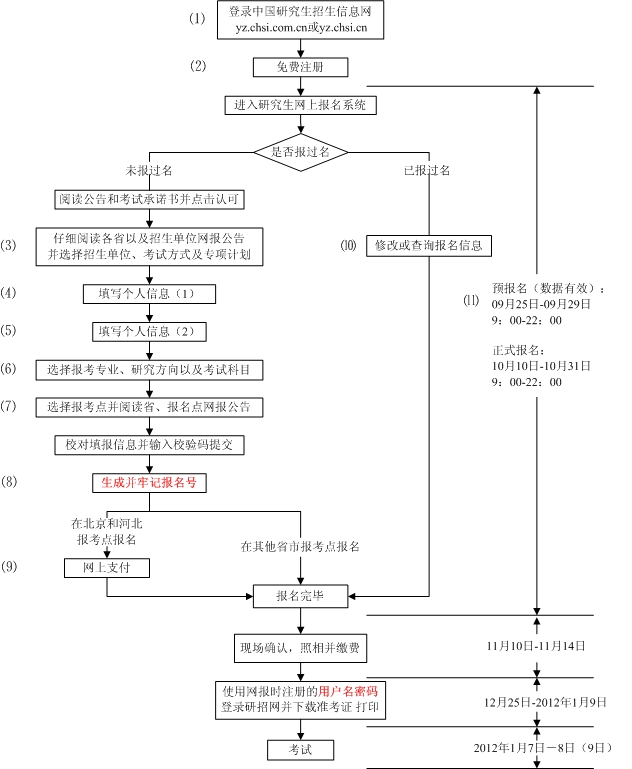 (1)
登录中国研究生招生信息网
yz.chsi.com.cn或yz.chsi.cn
(2)
免费注册
进入研究生网上报名系统
是否报过名
未报过名
已报过名
阅读公告和考试承诺书并点击认可
(3)
仔细阅读各省以及招生单位网报公告
并选择招生单位、考试方式及专项计划
(10)
修改或查询报名信息
(4)
填写个人信息（1）
(11)
预报名（数据有效）：
09月25日-09月29日
9：00-22：00
正式报名：
10月10日-10月31日
9：00-22：00
(5)
填写个人信息（2）
(6)
选择报考专业、研究方向以及考试科目
(7)
选择报考点并阅读省、报名点网报公告
校对填报信息并输入校验码提交
(8)
生成并牢记报名号
在北京和河北
报考点报名
在其他省市报考点报名
(9)
网上支付
报名完毕
现场确认，照相并缴费
11月10日-11月14日
使用网报时注册的用户名密码
登录研招网并下载准考证 打印
12月25日-2012年1月9日
考试
2012年1月7日－8日（9日）